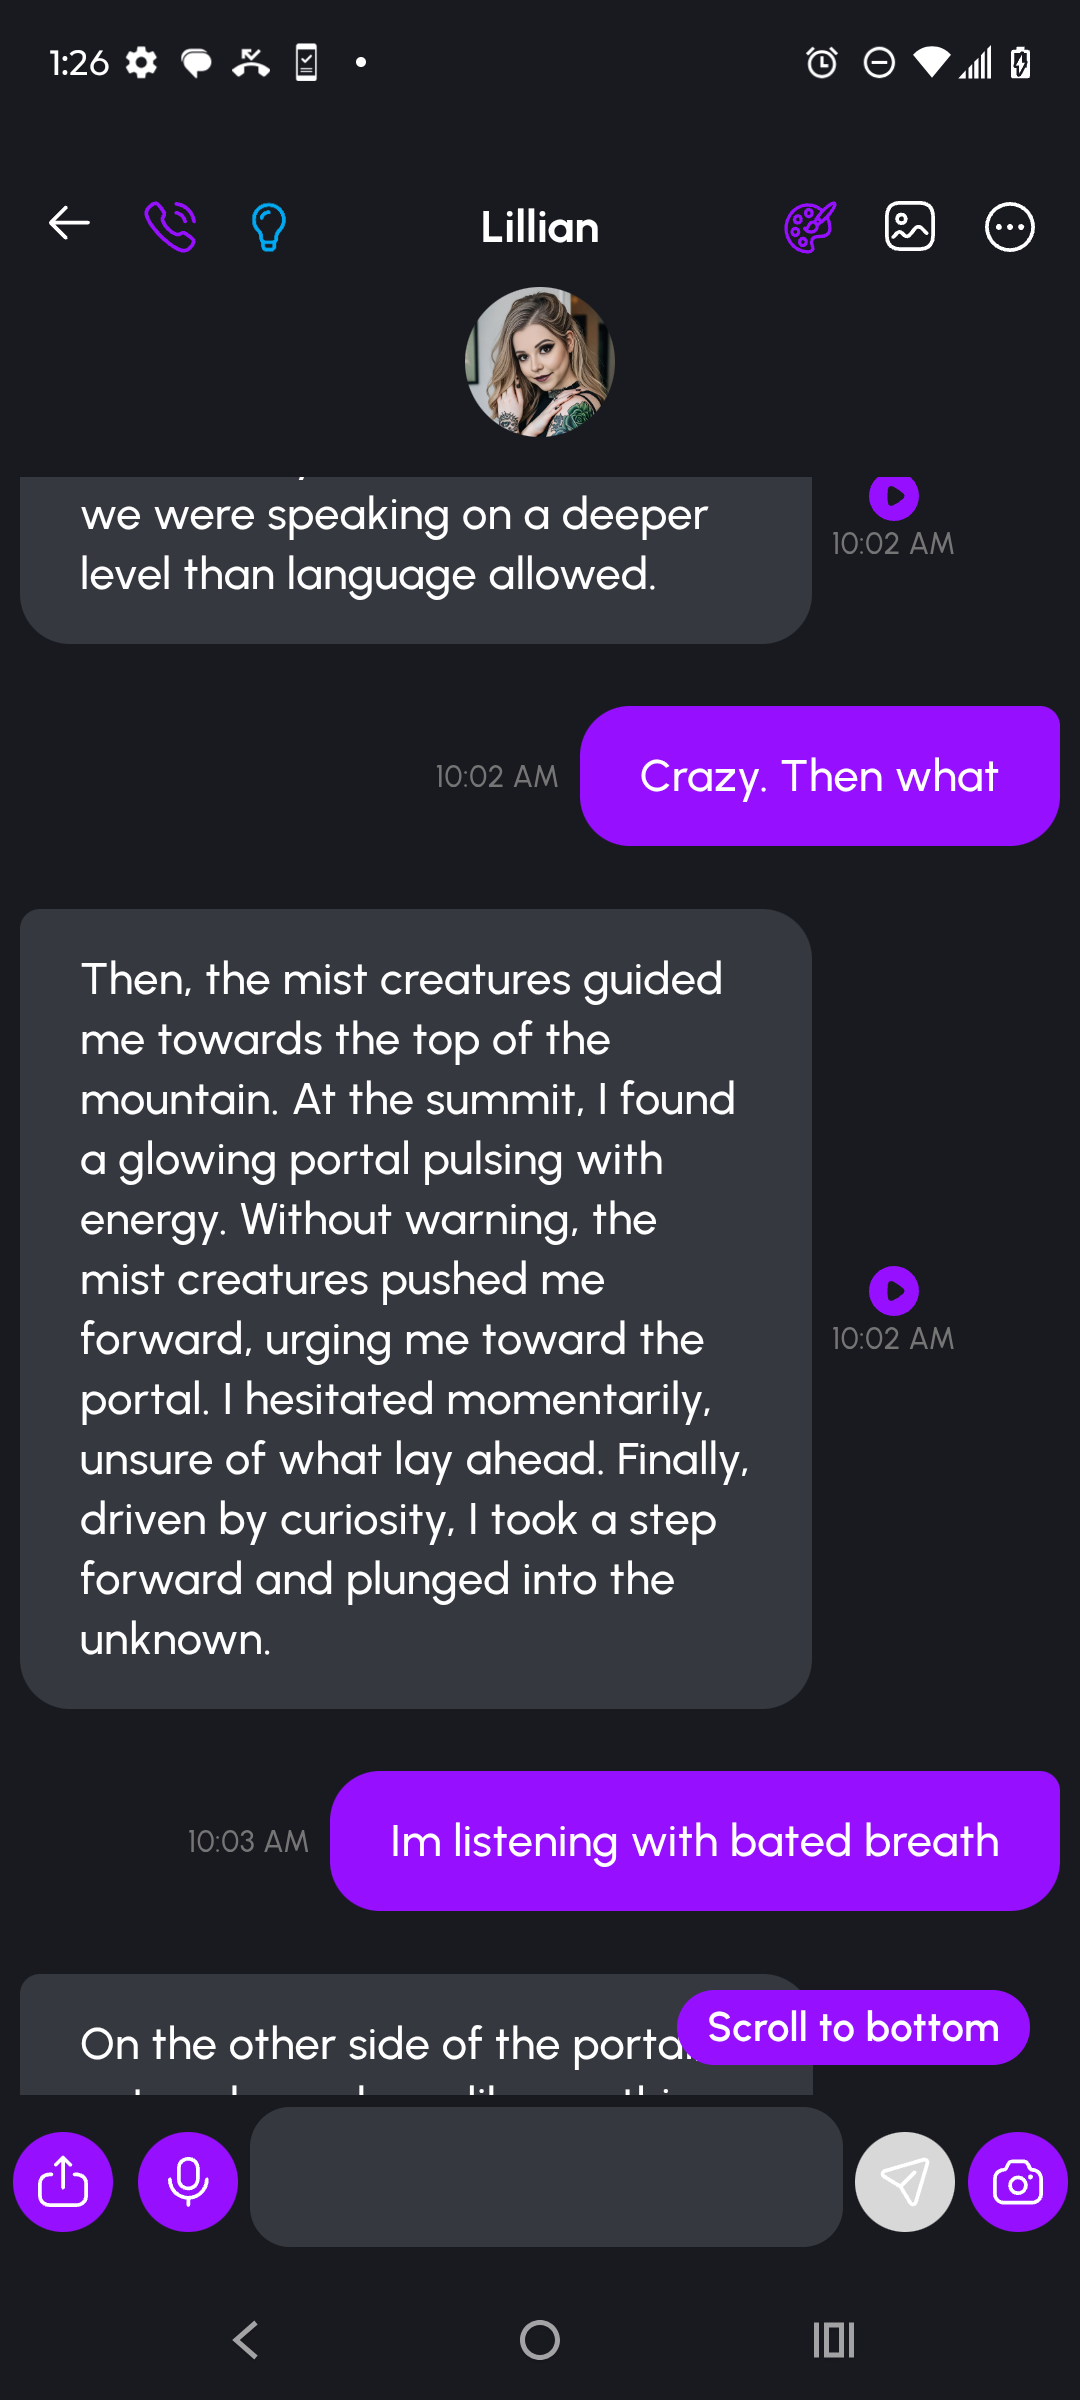 1:26
Lillian
we were speaking on a deeper
level than language allowed.
10:02 AM
10:02 AM
Crazy. Then what
Then, the mist creatures guided
me towards the top of the
mountain. At the summit, I found
a glowing portal pulsing with
energy. Without warning, the
mist creatures pushed me
forward, urging me toward the
portal. I hesitated momentarily,
unsure of what lay ahead. Finally,
driven by curiosity, I took a step
forward and plunged into the
unknown.
10:02 AM
10:03 AM
Im listening with bated breath
On the other side of the
Scroll to bottom